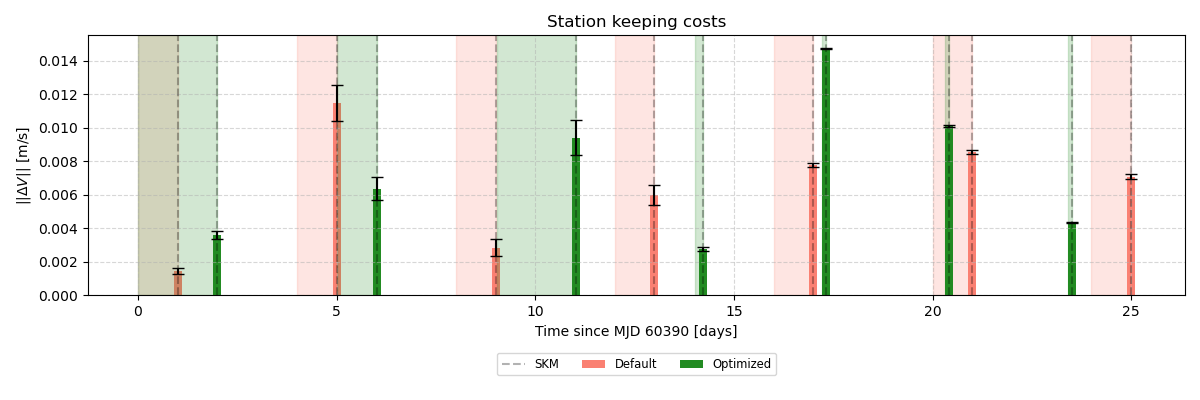 Station keeping costs
||ΔV|| [m/s]
0.014
0.012
0.010
0.008
0.006
0.004
0.002
0.000
0 5 10 15 20 25
Time since MJD 60390 [days]
SKM Default Optimized